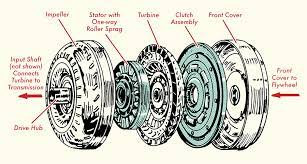 Impeller
Stator with
One-way
Roller Sprag
Turbine
Clutch
Assembly
Front Cover
Input Shaft
(not shown)
Connects
Turbine to
Transmission
Front
Cover to
Flywheel
Drive Hub